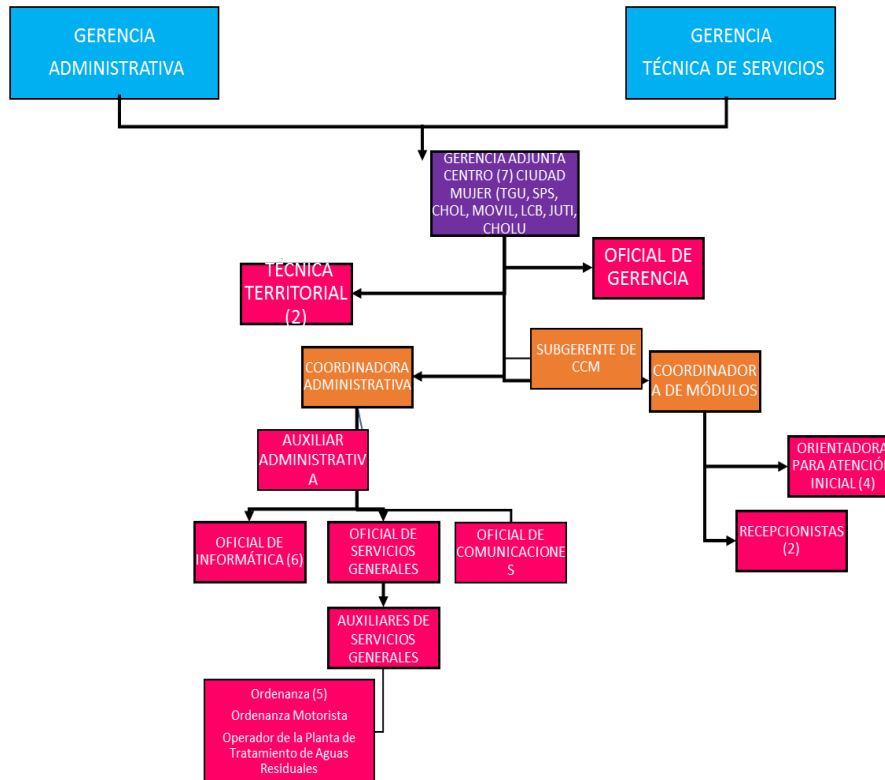 GERENCIA
ADMINISTRATIVA
GERENCIA
TÉCNICA DE SERVICIOS
GERENCIA ADJUNTA
CENTRO (7) CIUDAD
MUJER (TGU, SPS,
CHOL, MOVIL, LCB, JUTI,
CHOLU
OFICIAL DE
GERENCIA
TÉCNICA
TERRITORIAL
(2)
SUBGERENTE DE
CCM
COORDINADORA
ADMINISTRATIVA
COORDINADOR
A DE MÓDULOS
AUXILIAR
ADMINISTRATIV
A
ORIENTADORA
PARA ATENCIÓN
INICIAL (4)
OFICIAL DE
INFORMÁTICA (6)
OFICIAL DE
SERVICIOS
GENERALES
OFICIAL DE
COMUNICACIONE
S
RECEPCIONISTAS
(2)
AUXILIARES DE
SERVICIOS
GENERALES
Ordenanza (5)
Ordenanza Motorista
Operador de la Planta de
Tratamiento de Aguas
Residuales